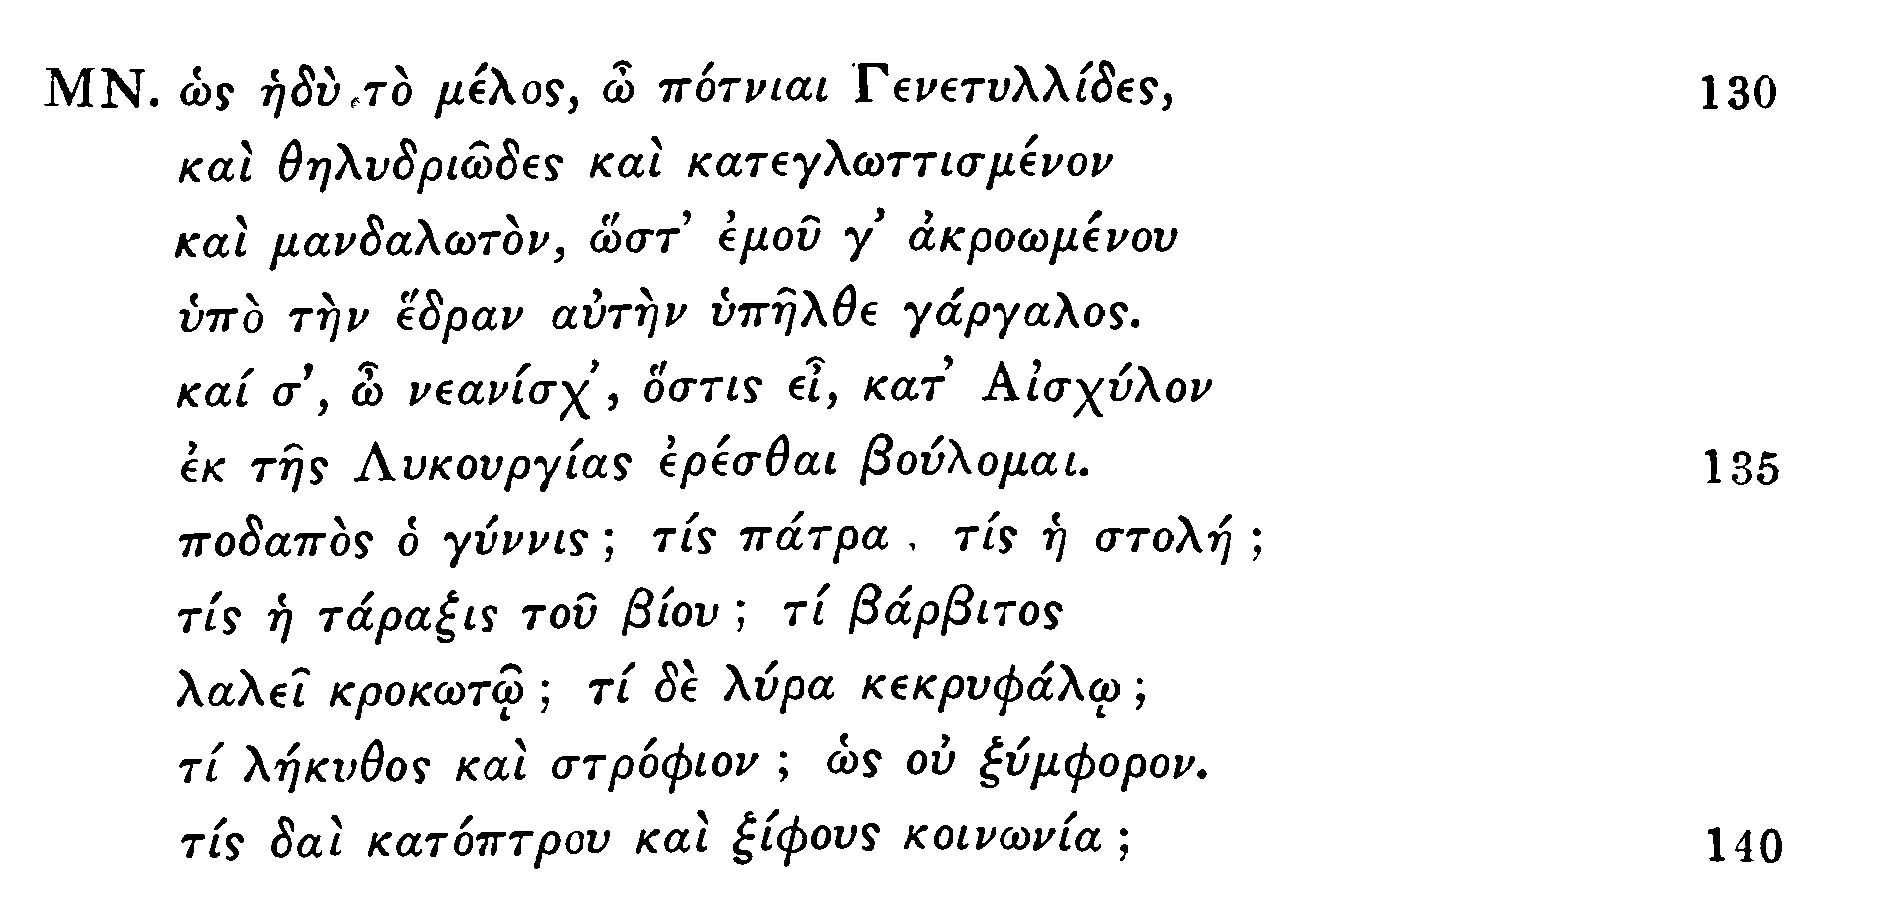 ΜΝ. ὡς ἡδὺ τὸ μέλος, ὦ πότνιαι Γενετυλλίδες, 130
καὶ θηλυδριῶδες καὶ κατεγλωττισμένον
καὶ μανδαλωτὸν, ὥστ’ ἐμοῦ γ’ ἀκροωμένου
ὑπὸ τὴν ἕδραν αὐτὴν ὑπῆλθε γάργαλος.
καί σ’, ὦ νεανίσχ’, ὅστις εἶ, κατ’ Αἰσχύλον
ἐκ τῆς Λυκουργίας ἐρέσθαι βούλομαι. 135
ποδαπὸς ὁ γύννις; τίς πάτρα . τίς ἡ στολή;
τίς ἡ τάραξις τοῦ βίου; τί βάρβιτος
λαλεῖ κροκωτῷ; τί δὲ λύρα κεκρυφάλῳ;
τί λήκυθος καὶ στρόφιον; ὡς οὐ ξύμφορον.
τίς δαὶ κατόπτρου καὶ ξίφους κοινωνία; 140